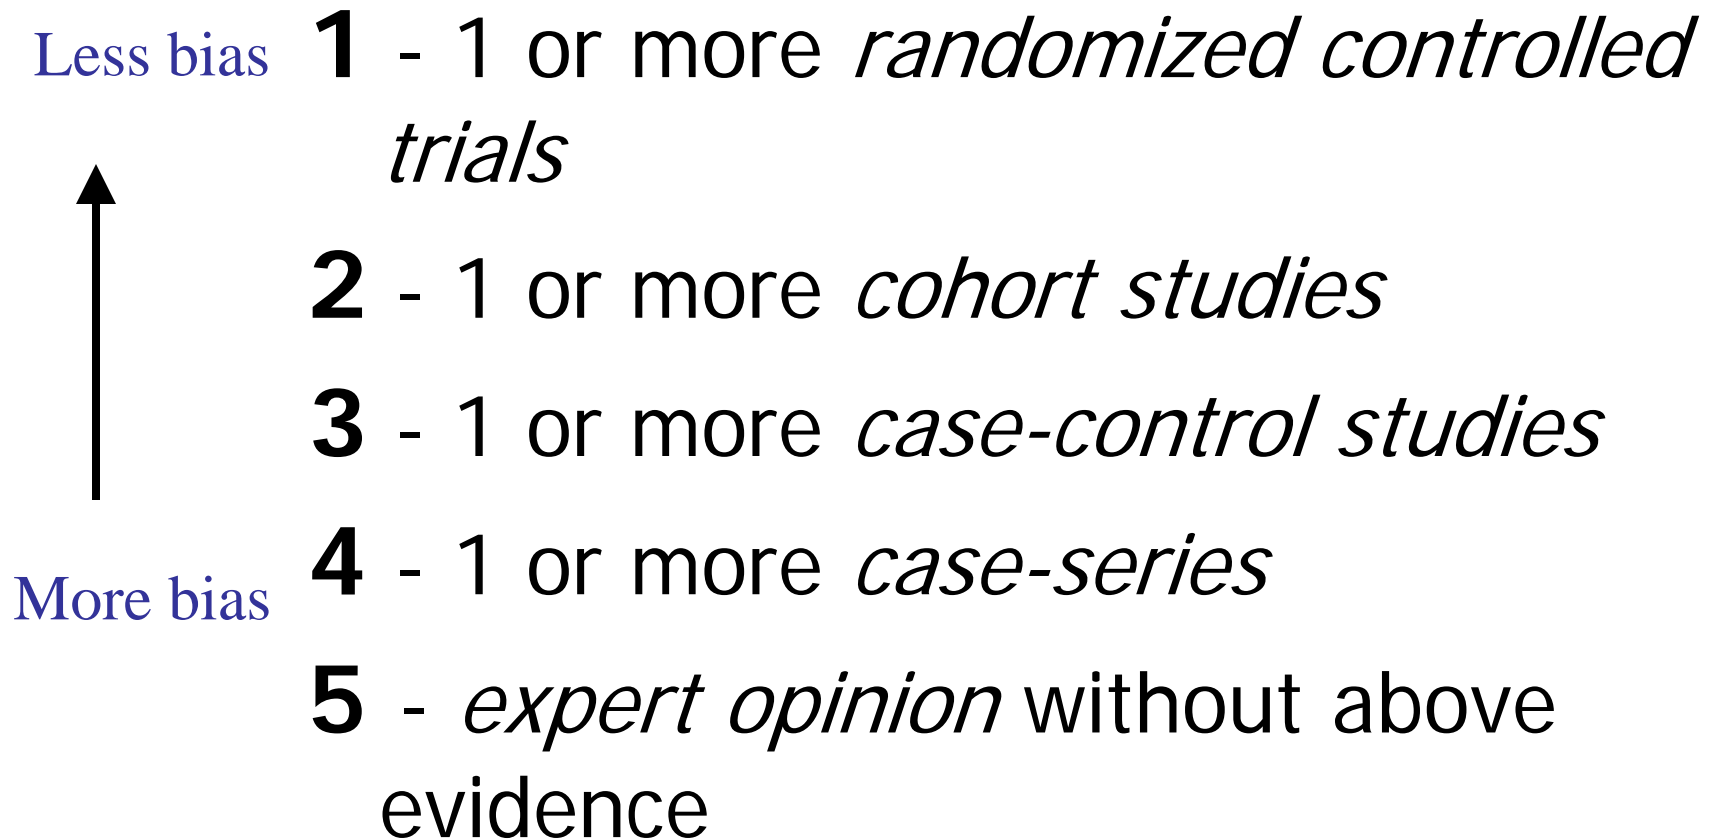 Less bias 1 - 1 or more randomized controlled
trials
2 - 1 or more cohort studies
3 - 1 or more case-control studies
4 - 1 or more case-series
More bias
5 - expert opinion without above
evidence